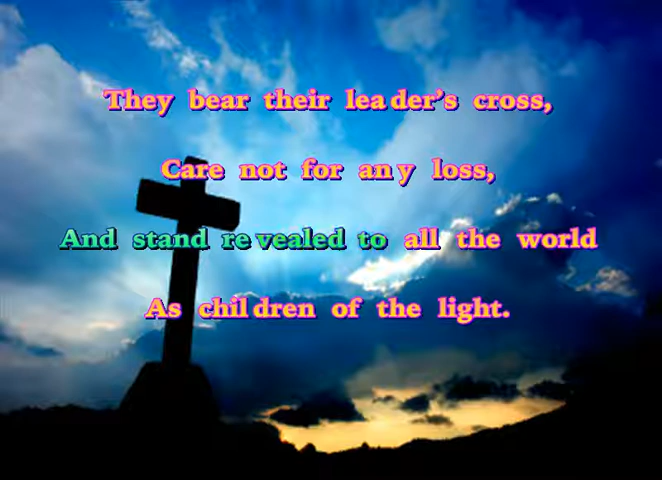 They bear their leader's cross,
Care not for any loss,
And stand revealed to all the world
As children of the light.